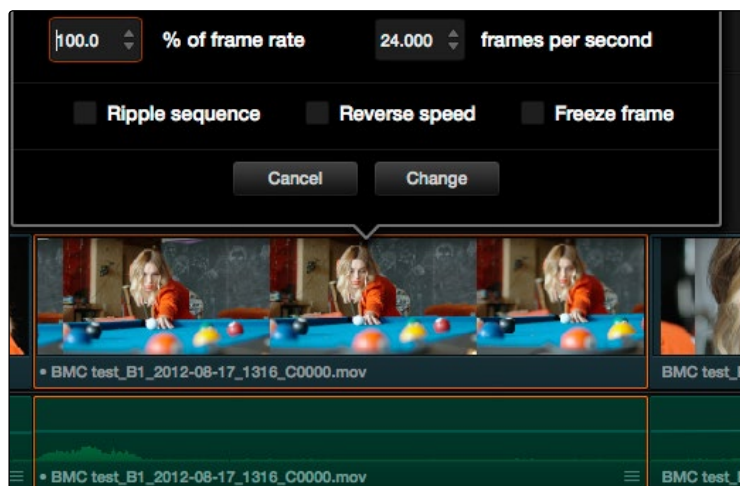 100.0 % of frame rate 24.000 frames per second
Ripple sequence Reverse speed Freeze frame
Cancel Change
• BMC test_B1_2012-08-17_1316_C0000.mov BMC test_
• BMC test_B1_2012-08-17_1316_C0000.mov BMC test_